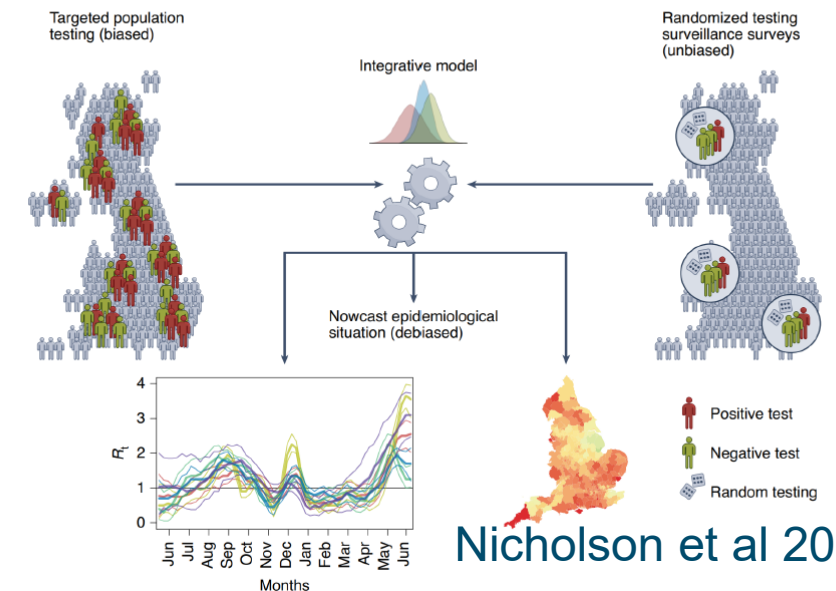 Targeted population
testing (biased)
Randomized testing
surveillance surveys
(unbiased)
Integrative model
Nowcast epidemiological
situation (debiased)
4
3
2
1
0
Rt
Jun
Jul
Aug
Sep
Oct
Nov
Dec
Jan
Feb
Mar
Apr
May
Jun
Months
Positive test
Negative test
Random testing
Nicholson et al 20